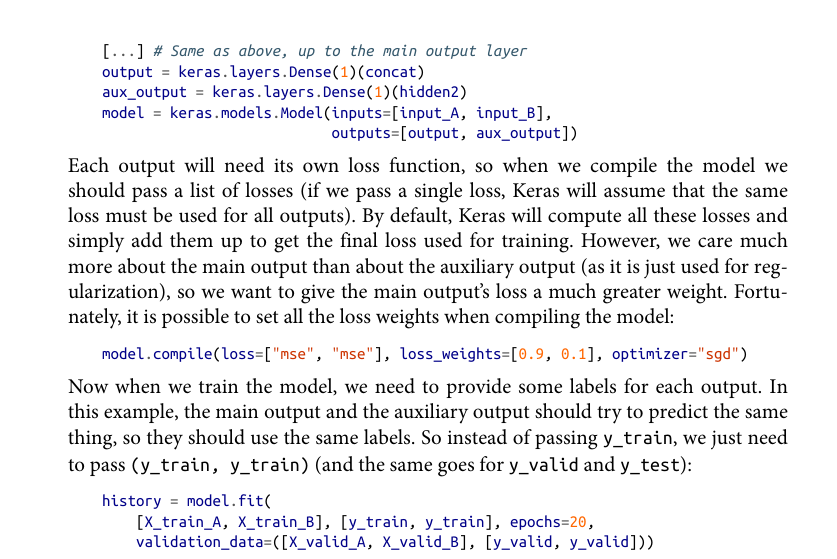 [...] # Same as above, up to the main output layer
output = keras.layers.Dense(1)(concat)
aux_output = keras.layers.Dense(1)(hidden2)
model = keras.models.Model(inputs=[input_A, input_B],
                           outputs=[output, aux_output])
Each output will need its own loss function, so when we compile the model we
should pass a list of losses (if we pass a single loss, Keras will assume that the same
loss must be used for all outputs). By default, Keras will compute all these losses and
simply add them up to get the final loss used for training. However, we care much
more about the main output than about the auxiliary output (as it is just used for reg-
ularization), so we want to give the main output's loss a much greater weight. Fortu-
nately, it is possible to set all the loss weights when compiling the model:
model.compile(loss=["mse", "mse"], loss_weights=[0.9, 0.1], optimizer="sgd")
Now when we train the model, we need to provide some labels for each output. In
this example, the main output and the auxiliary output should try to predict the same
thing, so they should use the same labels. So instead of passing y_train, we just need
to pass (y_train, y_train) (and the same goes for y_valid and y_test):
history = model.fit(
    [X_train_A, X_train_B], [y_train, y_train], epochs=20,
    validation_data=([X_valid_A, X_valid_B], [y_valid, y_valid]))